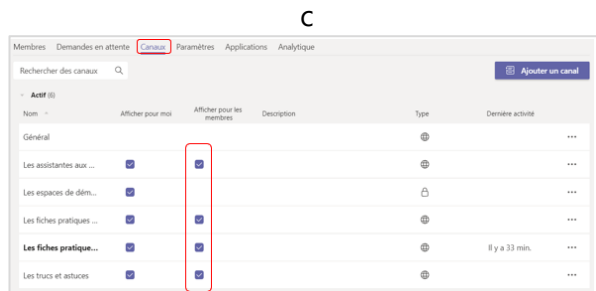 C
Membres Demandes en attente Canaux Paramètres Applications Analytique
Rechercher des canaux Ajouter un canal
Actif (6)
Nom Afficher pour moi Afficher pour les membres Description Type Dernière activité
Général
Les assistantes aux ...
Les espaces de dém...
Les fiches pratiques ...
Les fiches pratique... Il y a 33 min.
Les trucs et astuces